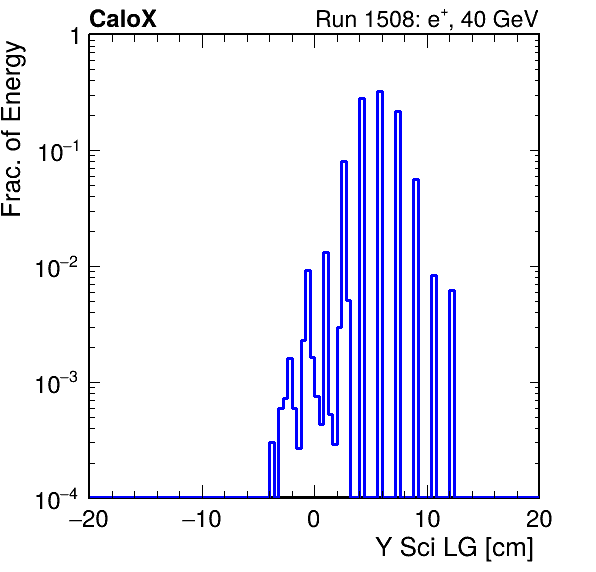 CaloX Run 1508: e⁺, 40 GeV
Frac. of Energy
1
10⁻¹
10⁻²
10⁻³
10⁻⁴
−20 −10 0 10 20
Y Sci LG [cm]